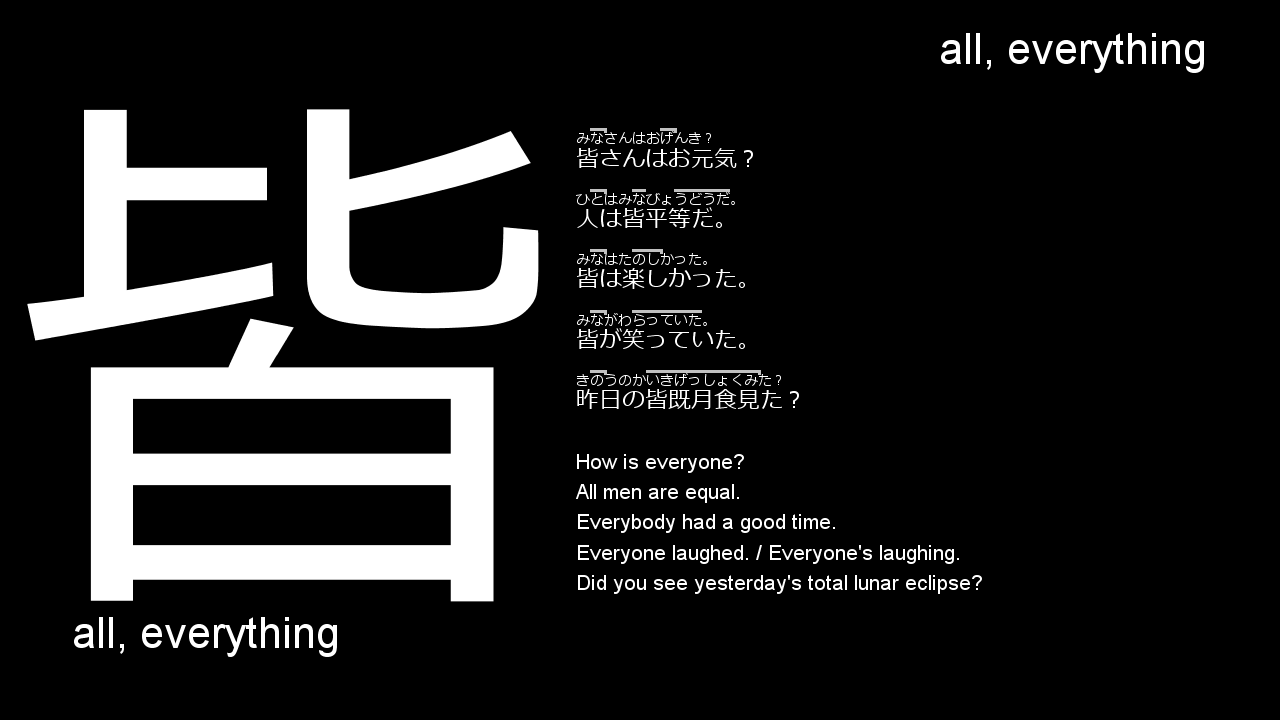 all, everything
皆
みなさんはおげんき？
皆さんはお元気？
ひとはみなびょうどうだ。
人は皆平等だ。
みなはたのしかった。
皆は楽しかった。
みながわらっていた。
皆が笑っていた。
きのうのかいきげっしょくみた？
昨日の皆既月食見た？
How is everyone?
All men are equal.
Everybody had a good time.
Everyone laughed. / Everyone's laughing.
Did you see yesterday's total lunar eclipse?
all, everything